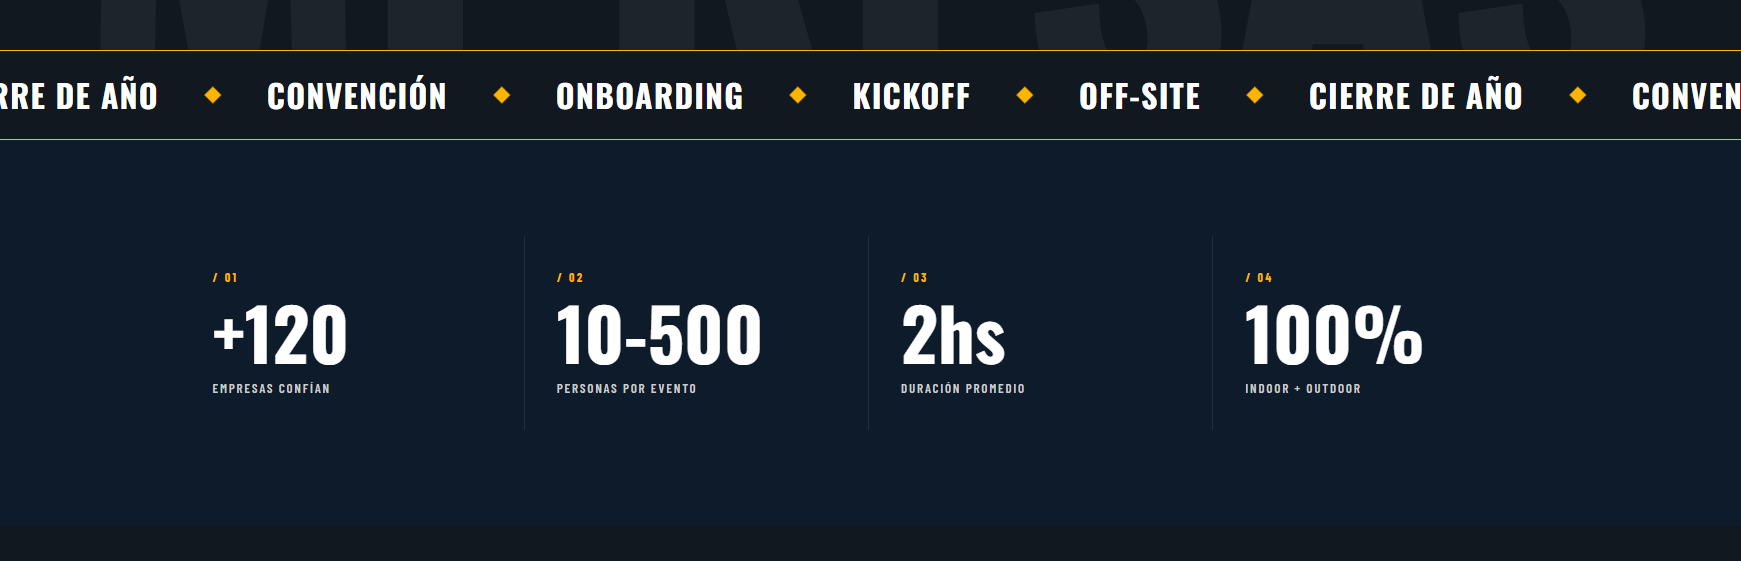 RRE DE AÑO ◆ CONVENCIÓN ◆ ONBOARDING ◆ KICKOFF ◆ OFF-SITE ◆ CIERRE DE AÑO ◆ CONVEN
/ 01
+120
EMPRESAS CONFÍAN
/ 02
10-500
PERSONAS POR EVENTO
/ 03
2hs
DURACIÓN PROMEDIO
/ 04
100%
INDOOR + OUTDOOR